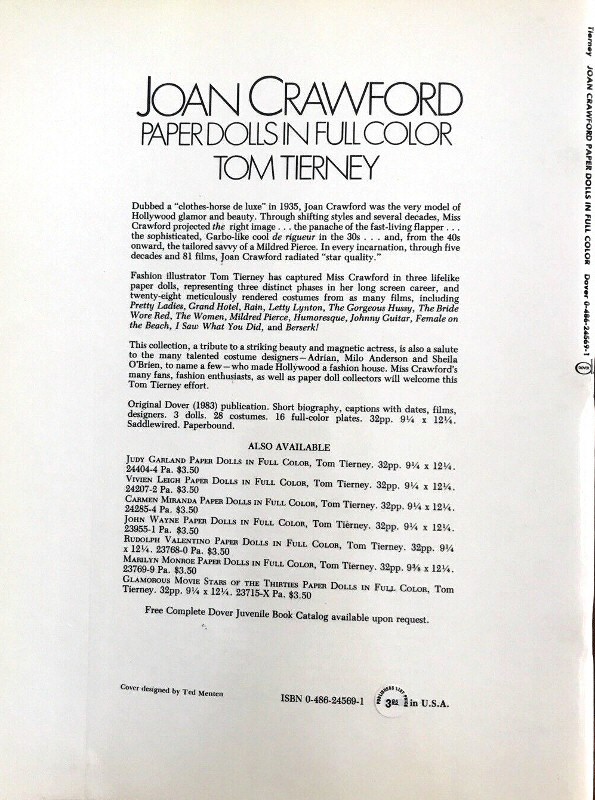 JOAN CRAWFORD
PAPER DOLLS IN FULL COLOR
TOM TIERNEY
Dubbed a "clothes-horse de luxe" in 1935, Joan Crawford was the very model of
Hollywood glamor and beauty. Through shifting styles and several decades, Miss
Crawford projected the right image . . . the panache of the fast-living flapper . . .
the sophisticated, Garbo-like cool de rigueur in the 30s . . . and, from the 40s
onward, the tailored savvy of a Mildred Pierce. In every incarnation, through five
decades and 81 films, Joan Crawford radiated "star quality."
Fashion illustrator Tom Tierney has captured Miss Crawford in three lifelike
paper dolls, representing three distinct phases in her long screen career, and
twenty-eight meticulously rendered costumes from as many films, including
Pretty Ladies, Grand Hotel, Rain, Letty Lynton, The Gorgeous Hussy, The Bride
Wore Red, The Women, Mildred Pierce, Humoresque, Johnny Guitar, Female on
the Beach, I Saw What You Did, and Berserk!
This collection, a tribute to a striking beauty and magnetic actress, is also a salute
to the many talented costume designers—Adrian, Milo Anderson and Sheila
O'Brien, to name a few—who made Hollywood a fashion house. Miss Crawford's
many fans, fashion enthusiasts, as well as paper doll collectors will welcome this
Tom Tierney effort.
Original Dover (1983) publication. Short biography, captions with dates, films,
designers. 3 dolls. 28 costumes. 16 full-color plates. 32pp. 9¼ x 12¼.
Saddlewired. Paperbound.
ALSO AVAILABLE
JUDY GARLAND PAPER DOLLS IN FULL COLOR, Tom Tierney. 32pp. 9¼ x 12¼.
24404-4 Pa. $3.50
VIVIEN LEIGH PAPER DOLLS IN FULL COLOR, Tom Tierney. 32pp. 9¼ x 12¼.
24207-2 Pa. $3.50
CARMEN MIRANDA PAPER DOLLS IN FULL COLOR, Tom Tierney. 32pp. 9¼ x 12¼.
24285-4 Pa. $3.50
JOHN WAYNE PAPER DOLLS IN FULL COLOR, Tom Tierney. 32pp. 9¼ x 12¼.
23955-1 Pa. $3.50
RUDOLPH VALENTINO PAPER DOLLS IN FULL COLOR, Tom Tierney. 32pp. 9¼
x 12¼. 23768-0 Pa. $3.50
MARILYN MONROE PAPER DOLLS IN FULL COLOR, Tom Tierney. 32pp. 9⅜ x 12¼.
23769-9 Pa. $3.50
GLAMOROUS MOVIE STARS OF THE THIRTIES PAPER DOLLS IN FULL COLOR, Tom
Tierney. 32pp. 9¼ x 12¼. 23715-X Pa. $3.50
Free Complete Dover Juvenile Book Catalog available upon request.
Cover designed by Ted Menten
ISBN 0-486-24569-1
PUBLISHERS LIST
in U.S.A.
Tierney JOAN CRAWFORD PAPER DOLLS IN FULL COLOR Dover 0-486-24569-1